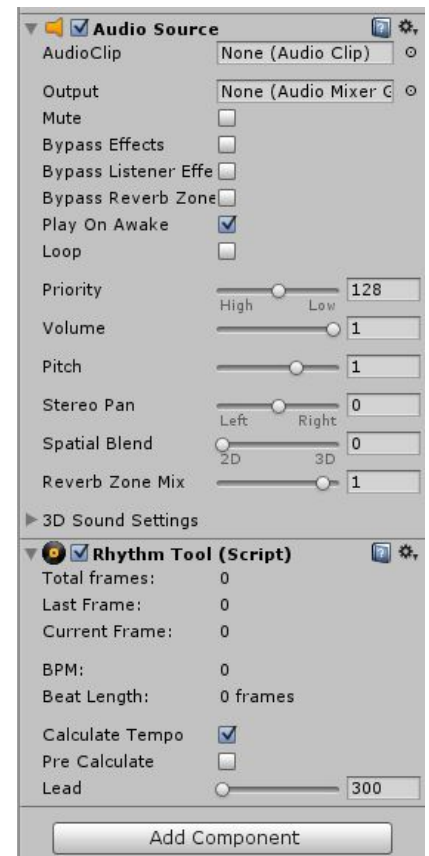 Audio Source
AudioClip None (Audio Clip)
Output None (Audio Mixer G
Mute
Bypass Effects
Bypass Listener Effe
Bypass Reverb Zone
Play On Awake
Loop
Priority 128
High Low
Volume 1
Pitch 1
Stereo Pan 0
Left Right
Spatial Blend 0
2D 3D
Reverb Zone Mix 1
3D Sound Settings
Rhythm Tool (Script)
Total frames: 0
Last Frame: 0
Current Frame: 0
BPM: 0
Beat Length: 0 frames
Calculate Tempo
Pre Calculate
Lead 300
Add Component